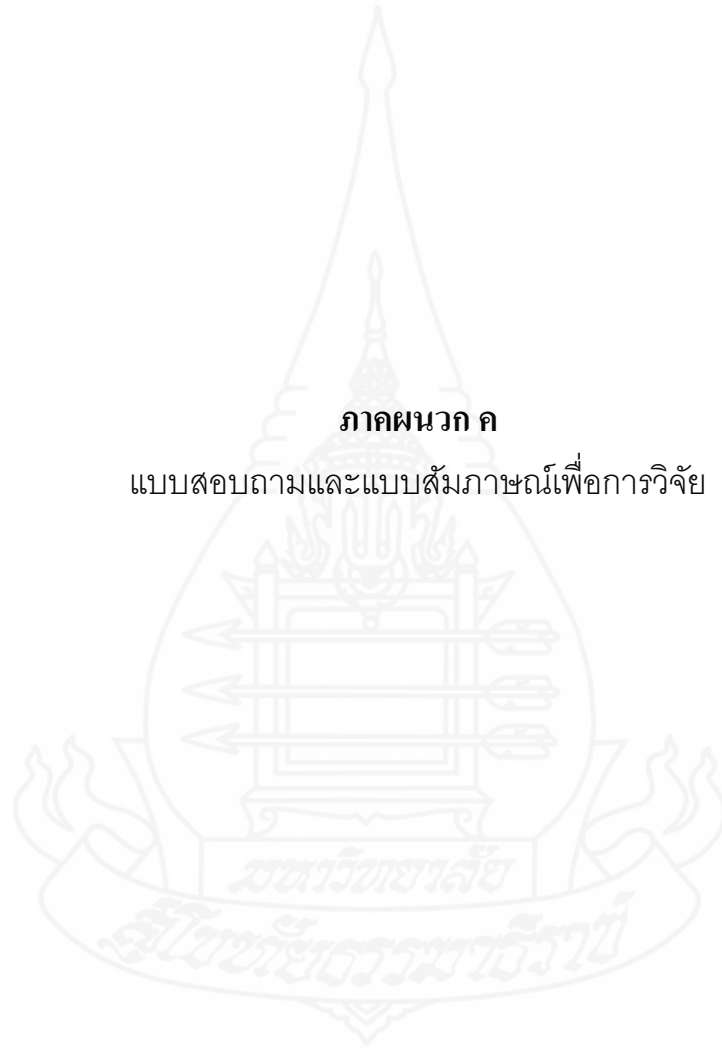 ภาคผนวก ค
แบบสอบถามและแบบสัมภาษณ์เพื่อการวิจัย
มหาวิทยาลัย
สุโขทัยธรรมาธิราช